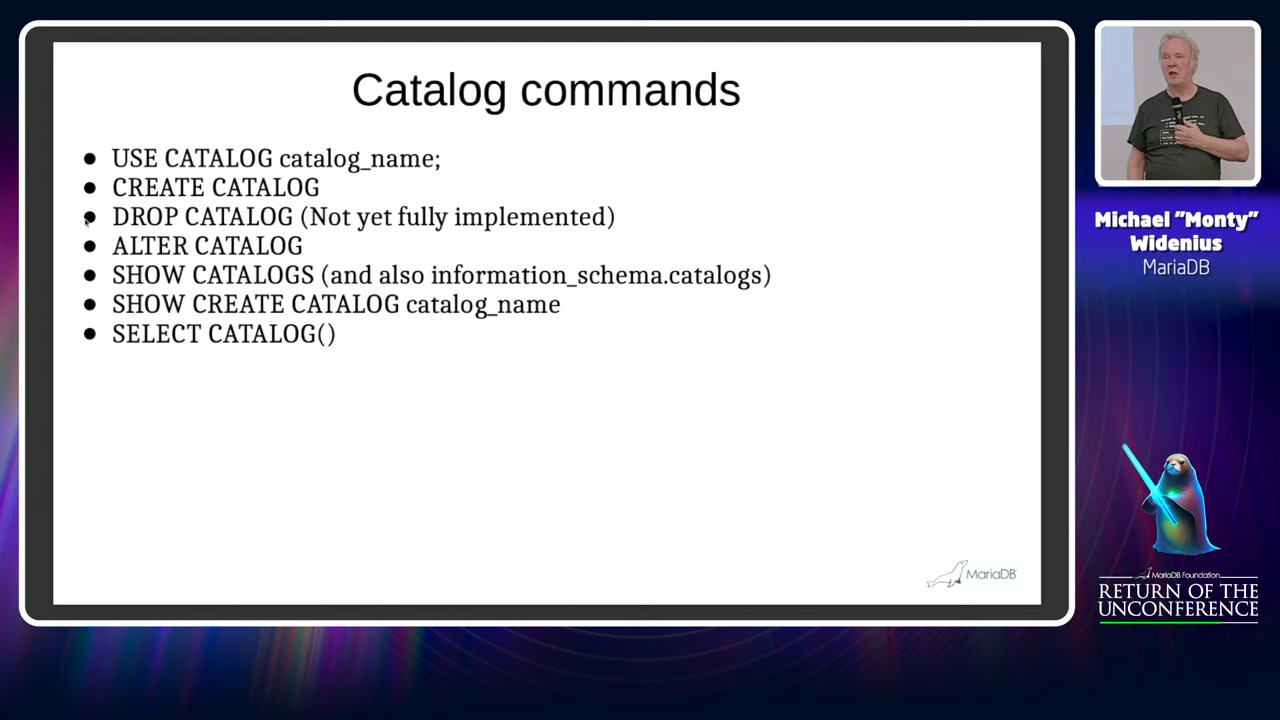 Catalog commands
● USE CATALOG catalog_name;
● CREATE CATALOG
● DROP CATALOG (Not yet fully implemented)
● ALTER CATALOG
● SHOW CATALOGS (and also information_schema.catalogs)
● SHOW CREATE CATALOG catalog_name
● SELECT CATALOG()
MariaDB
Michael "Monty"
Widenius
MariaDB
MariaDB Foundation
RETURN OF THE
UNCONFERENCE